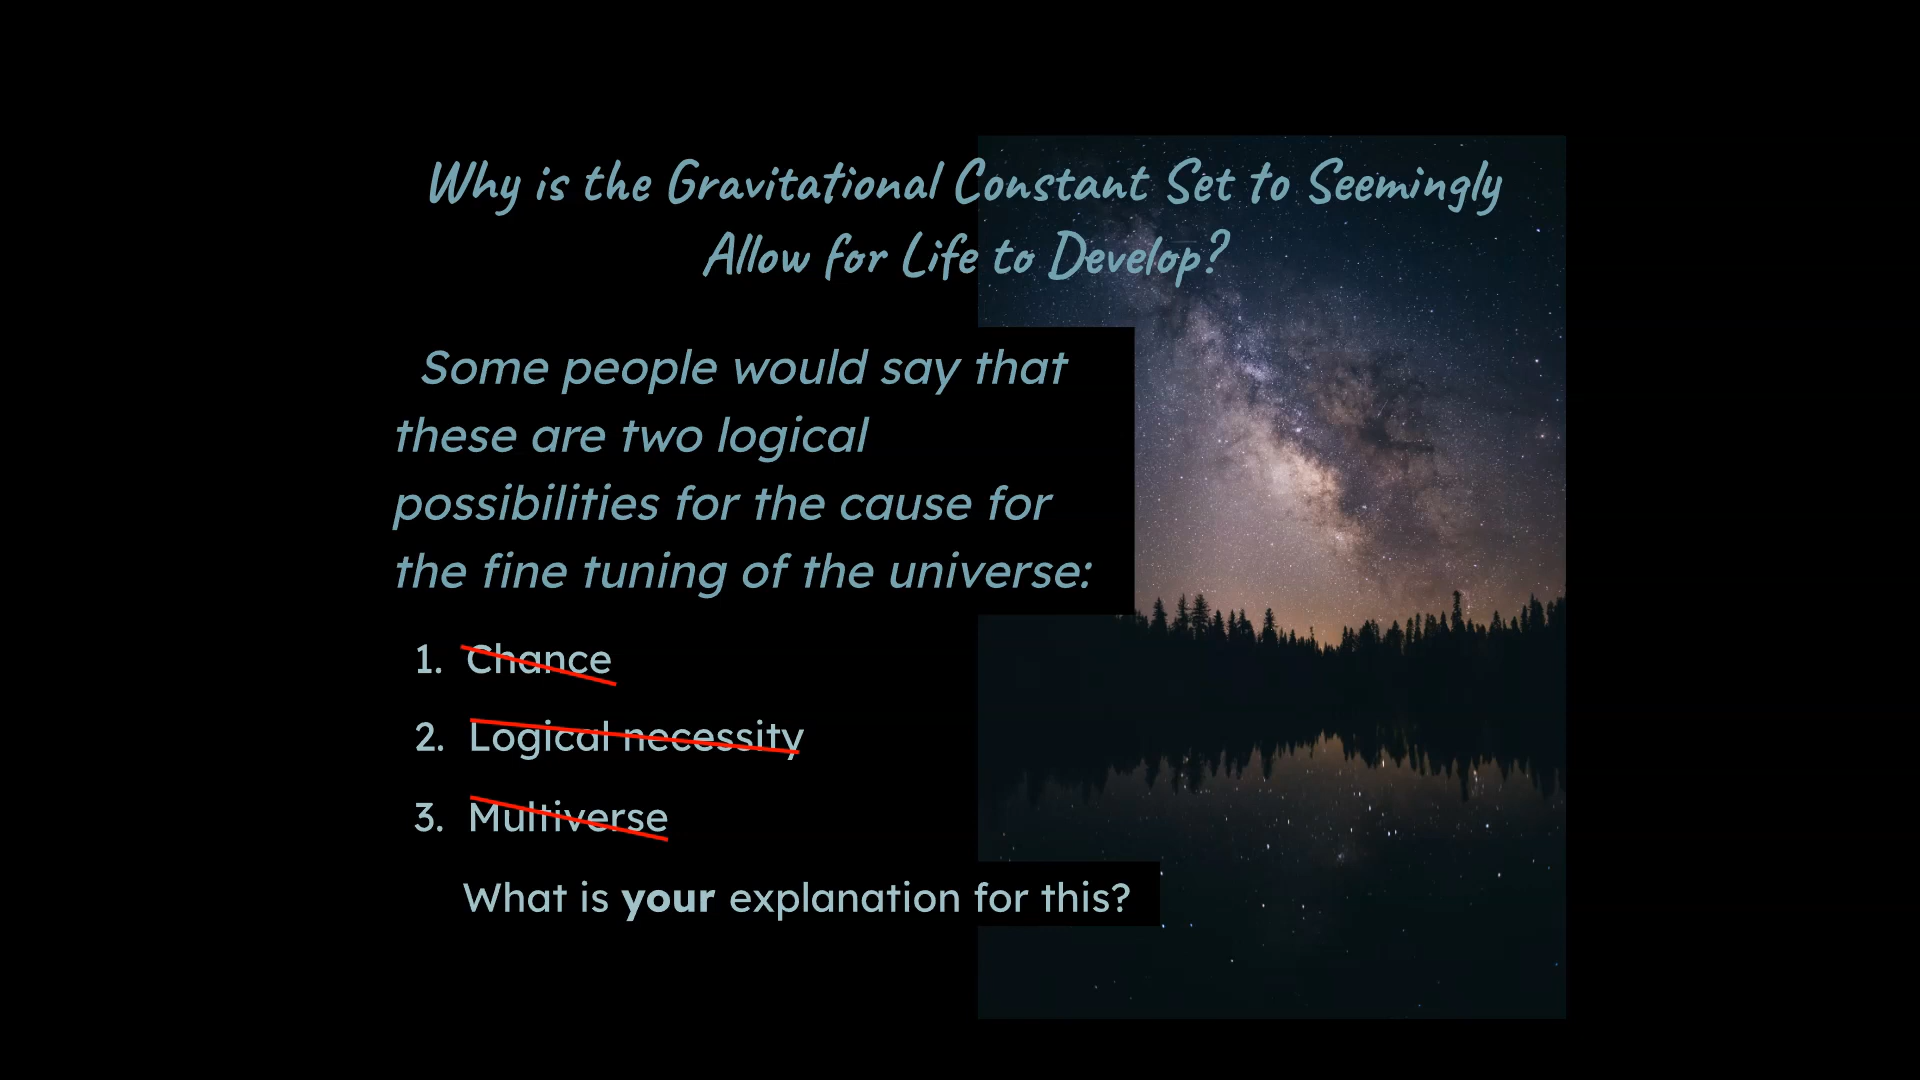 Why is the Gravitational Constant Set to Seemingly
Allow for Life to Develop?
Some people would say that
these are two logical
possibilities for the cause for
the fine tuning of the universe:
1. Chance
2. Logical necessity
3. Multiverse
What is your explanation for this?